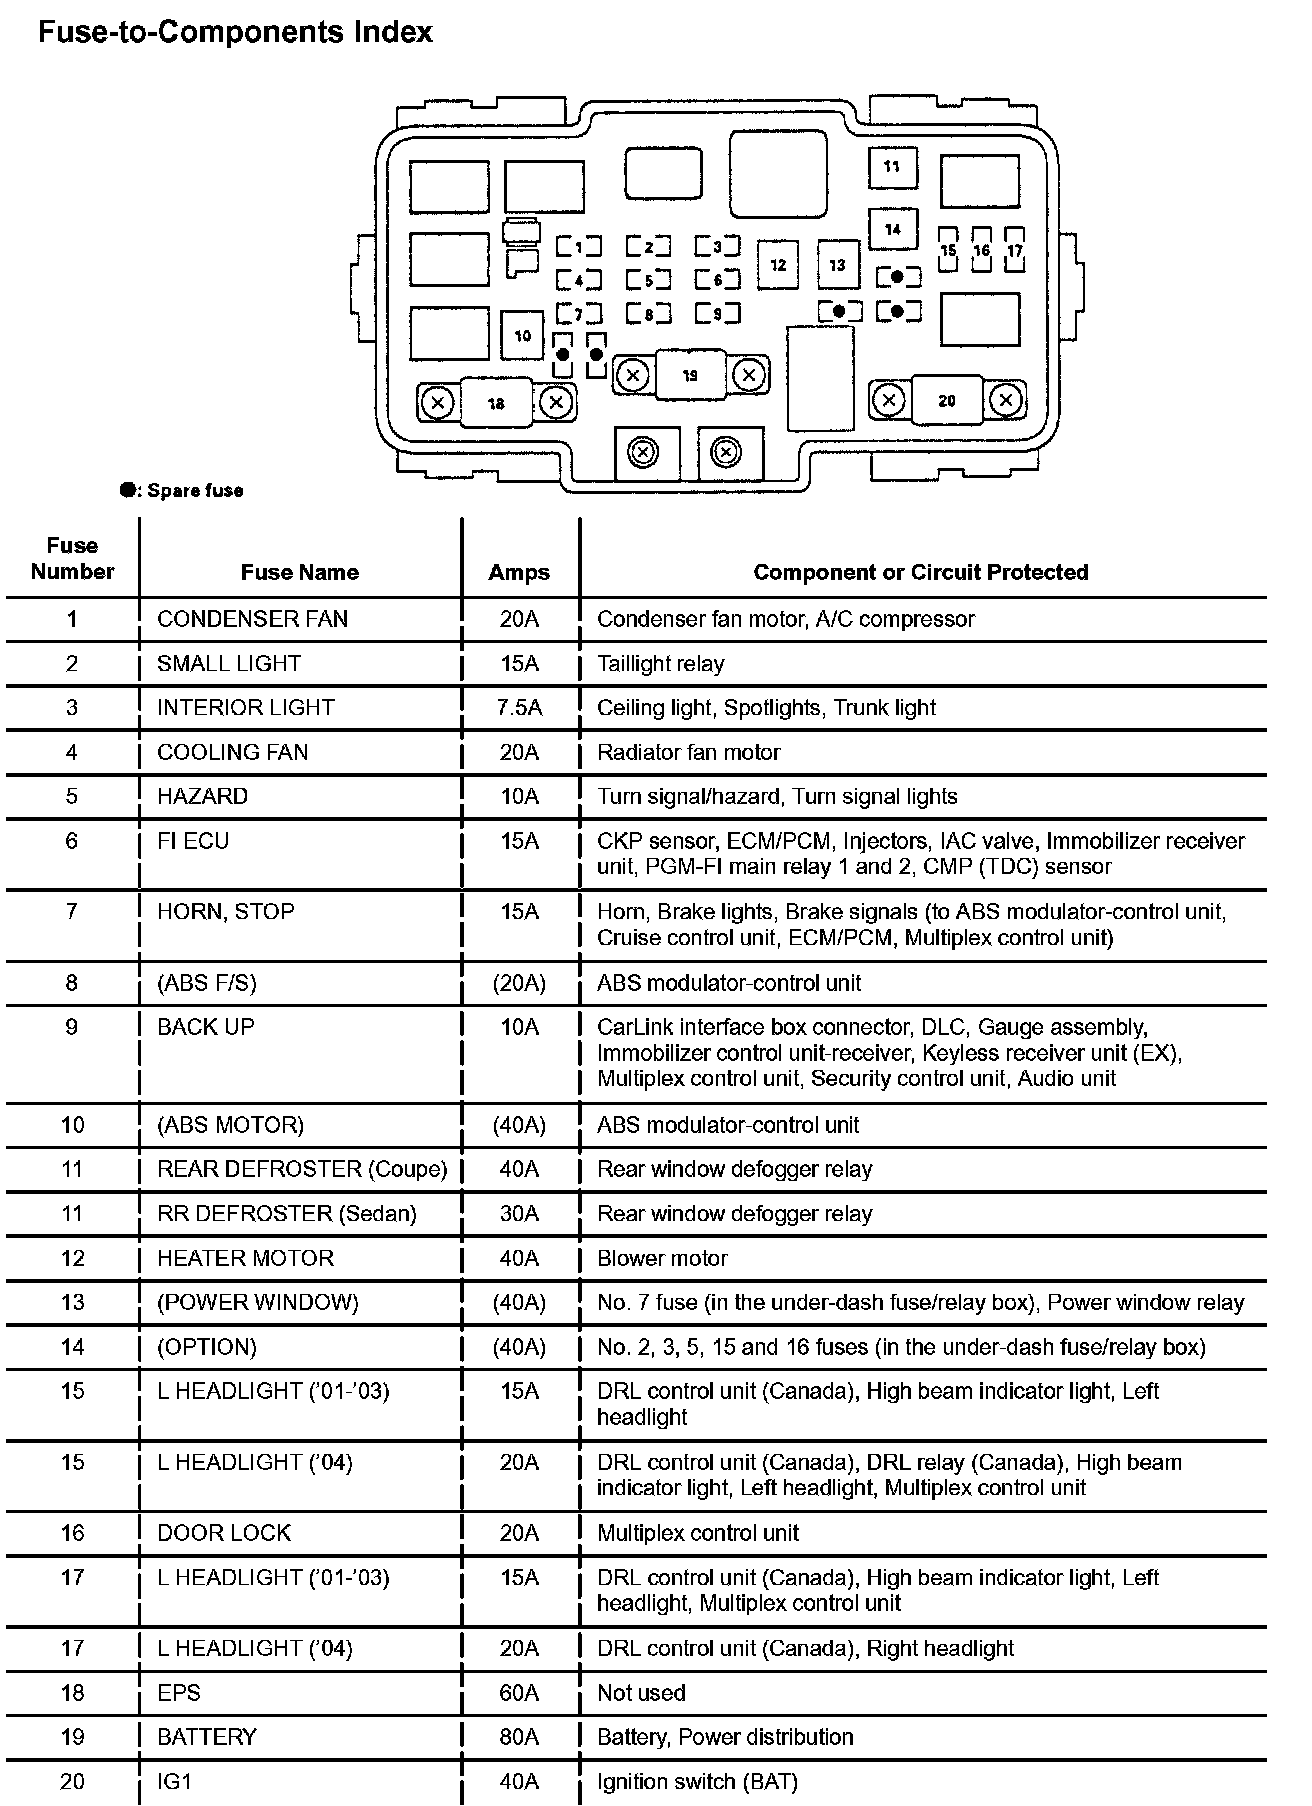 Fuse-to-Components Index
11
14
15 16 17
1 2 3
12 13
4 5 6
7 8 9
10
19
18
20
●: Spare fuse
Fuse Number Fuse Name Amps Component or Circuit Protected
1 CONDENSER FAN 20A Condenser fan motor, A/C compressor
2 SMALL LIGHT 15A Taillight relay
3 INTERIOR LIGHT 7.5A Ceiling light, Spotlights, Trunk light
4 COOLING FAN 20A Radiator fan motor
5 HAZARD 10A Turn signal/hazard, Turn signal lights
6 FI ECU 15A CKP sensor, ECM/PCM, Injectors, IAC valve, Immobilizer receiver
unit, PGM-FI main relay 1 and 2, CMP (TDC) sensor
7 HORN, STOP 15A Horn, Brake lights, Brake signals (to ABS modulator-control unit,
Cruise control unit, ECM/PCM, Multiplex control unit)
8 (ABS F/S) (20A) ABS modulator-control unit
9 BACK UP 10A CarLink interface box connector, DLC, Gauge assembly,
Immobilizer control unit-receiver, Keyless receiver unit (EX),
Multiplex control unit, Security control unit, Audio unit
10 (ABS MOTOR) (40A) ABS modulator-control unit
11 REAR DEFROSTER (Coupe) 40A Rear window defogger relay
11 RR DEFROSTER (Sedan) 30A Rear window defogger relay
12 HEATER MOTOR 40A Blower motor
13 (POWER WINDOW) (40A) No. 7 fuse (in the under-dash fuse/relay box), Power window relay
14 (OPTION) (40A) No. 2, 3, 5, 15 and 16 fuses (in the under-dash fuse/relay box)
15 L HEADLIGHT (’01-’03) 15A DRL control unit (Canada), High beam indicator light, Left
headlight
15 L HEADLIGHT (’04) 20A DRL control unit (Canada), DRL relay (Canada), High beam
indicator light, Left headlight, Multiplex control unit
16 DOOR LOCK 20A Multiplex control unit
17 L HEADLIGHT (’01-’03) 15A DRL control unit (Canada), High beam indicator light, Left
headlight, Multiplex control unit
17 L HEADLIGHT (’04) 20A DRL control unit (Canada), Right headlight
18 EPS 60A Not used
19 BATTERY 80A Battery, Power distribution
20 IG1 40A Ignition switch (BAT)